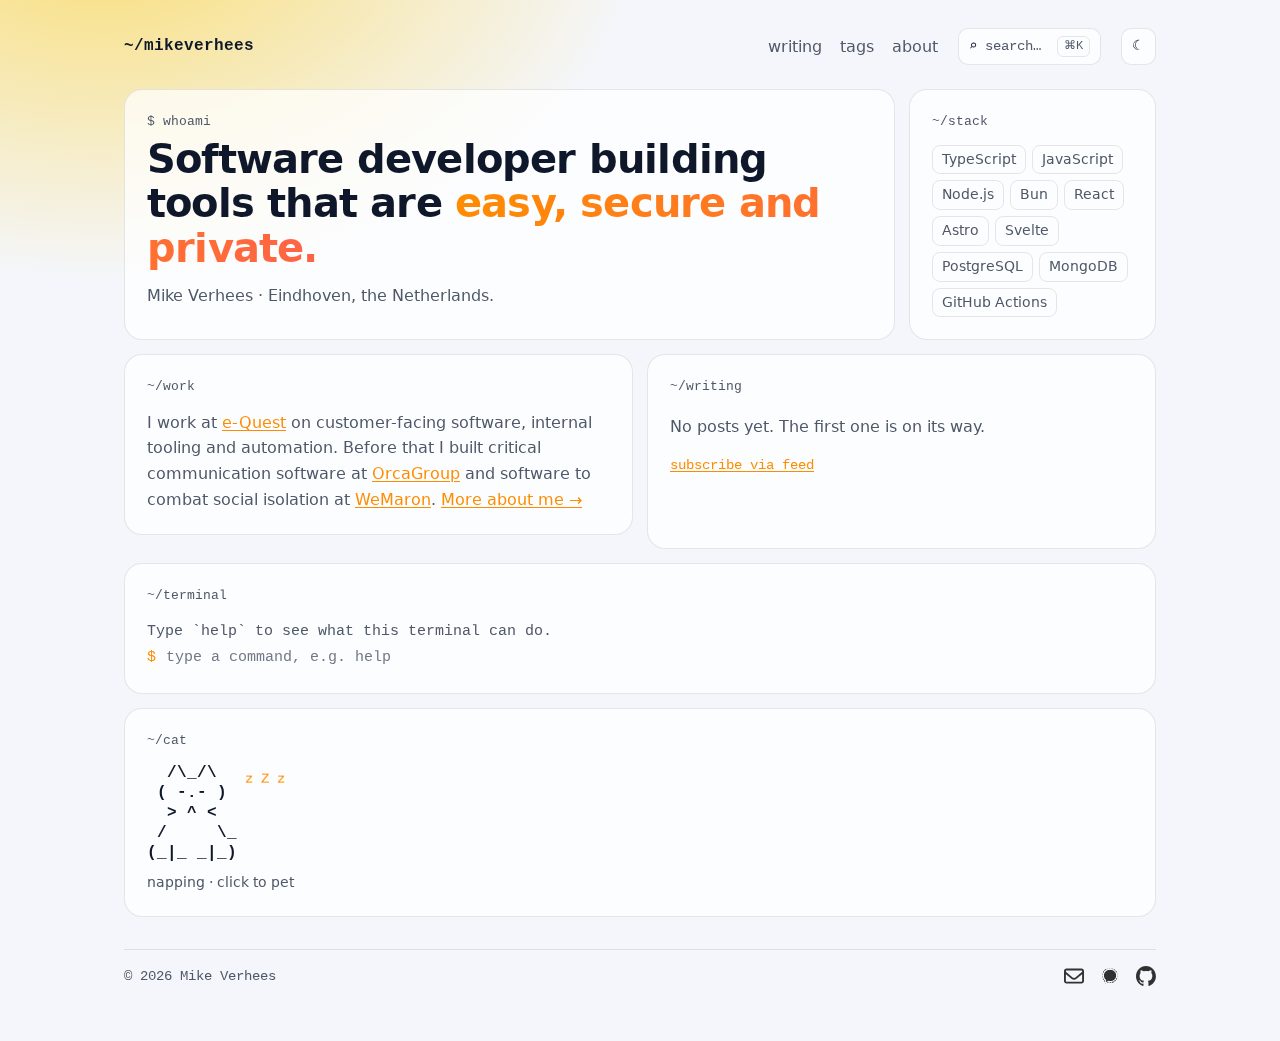 ~/mikeverhees
writing tags about ⌕ search… ⌘K ☾
$ whoami
Software developer building
tools that are easy, secure and
private.
Mike Verhees · Eindhoven, the Netherlands.
~/stack
TypeScript JavaScript
Node.js Bun React
Astro Svelte
PostgreSQL MongoDB
GitHub Actions
~/work
I work at e-Quest on customer-facing software, internal
tooling and automation. Before that I built critical
communication software at OrcaGroup and software to
combat social isolation at WeMaron. More about me →
~/writing
No posts yet. The first one is on its way.
subscribe via feed
~/terminal
Type `help` to see what this terminal can do.
$ type a command, e.g. help
~/cat
  /\_/\   z Z z
 ( -.- )
  > ^ <
 /     \_
(_|_ _|_)
napping · click to pet
© 2026 Mike Verhees